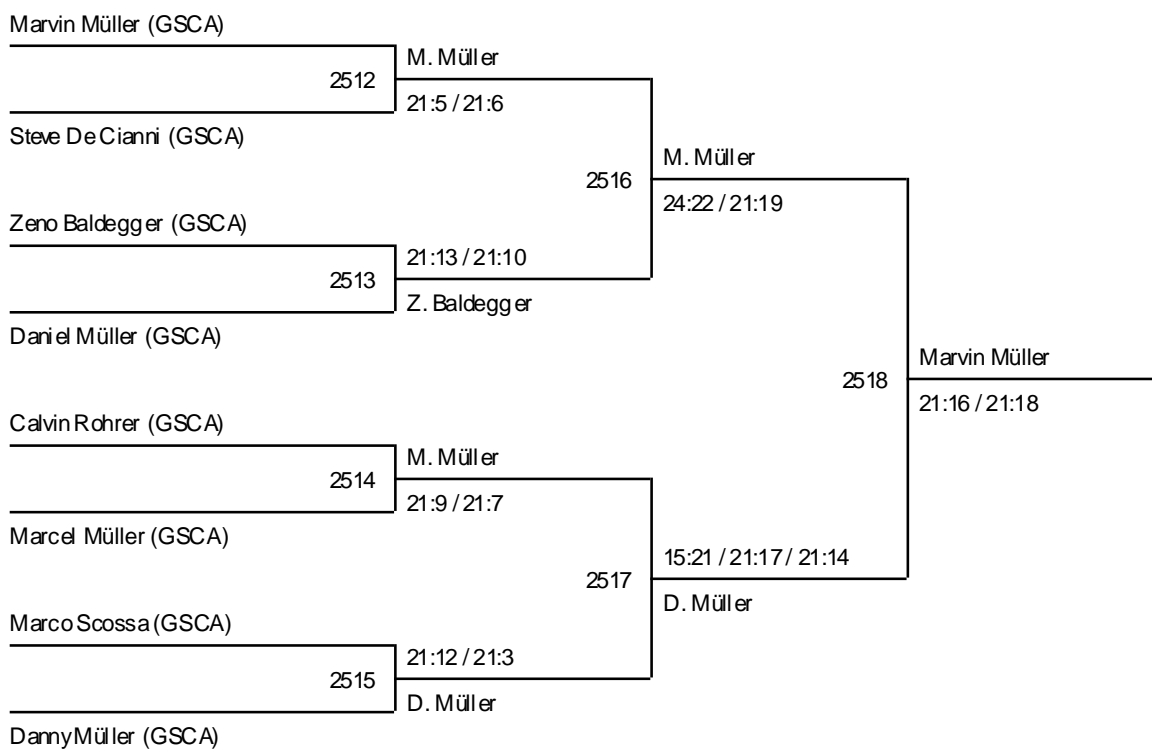 Marvin Müller (GSCA)
M. Müller
2512
21:5 / 21:6
Steve De Cianni (GSCA)
M. Müller
2516
24:22 / 21:19
Zeno Baldegger (GSCA)
21:13 / 21:10
2513
Z. Baldegger
Daniel Müller (GSCA)
Marvin Müller
2518
21:16 / 21:18
Calvin Rohrer (GSCA)
M. Müller
2514
21:9 / 21:7
Marcel Müller (GSCA)
15:21 / 21:17 / 21:14
2517
D. Müller
Marco Scossa (GSCA)
21:12 / 21:3
2515
D. Müller
Danny Müller (GSCA)